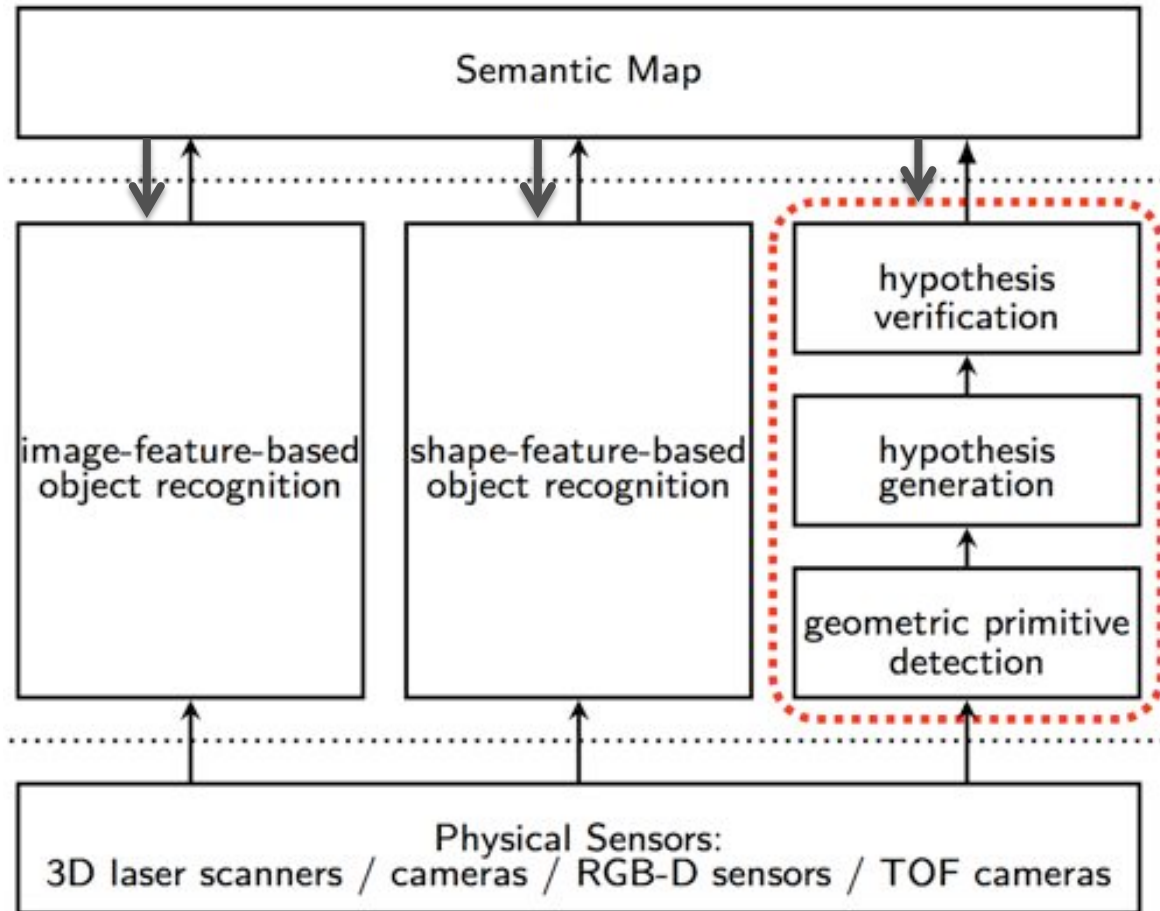 Semantic Map
image-feature-based
object recognition
shape-feature-based
object recognition
hypothesis
verification
hypothesis
generation
geometric primitive
detection
Physical Sensors:
3D laser scanners / cameras / RGB-D sensors / TOF cameras